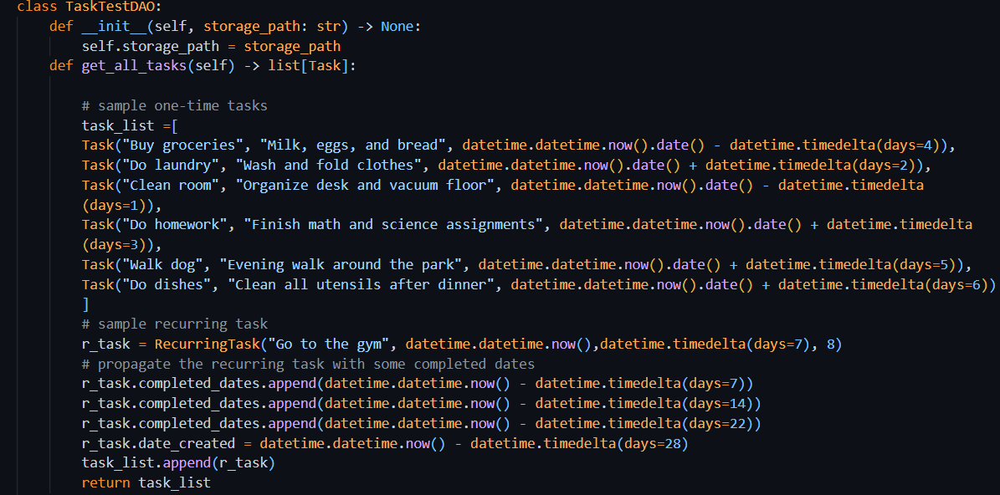 class TaskTestDAO:
    def __init__(self, storage_path: str) -> None:
        self.storage_path = storage_path
    def get_all_tasks(self) -> list[Task]:

        # sample one-time tasks
        task_list =[
        Task("Buy groceries", "Milk, eggs, and bread", datetime.datetime.now().date() - datetime.timedelta(days=4)),
        Task("Do laundry", "Wash and fold clothes", datetime.datetime.now().date() + datetime.timedelta(days=2)),
        Task("Clean room", "Organize desk and vacuum floor", datetime.datetime.now().date() - datetime.timedelta
        (days=1)),
        Task("Do homework", "Finish math and science assignments", datetime.datetime.now().date() + datetime.timedelta
        (days=3)),
        Task("Walk dog", "Evening walk around the park", datetime.datetime.now().date() + datetime.timedelta(days=5)),
        Task("Do dishes", "Clean all utensils after dinner", datetime.datetime.now().date() + datetime.timedelta(days=6))
        ]
        # sample recurring task
        r_task = RecurringTask("Go to the gym", datetime.datetime.now(),datetime.timedelta(days=7), 8)
        # propagate the recurring task with some completed dates
        r_task.completed_dates.append(datetime.datetime.now() - datetime.timedelta(days=7))
        r_task.completed_dates.append(datetime.datetime.now() - datetime.timedelta(days=14))
        r_task.completed_dates.append(datetime.datetime.now() - datetime.timedelta(days=22))
        r_task.date_created = datetime.datetime.now() - datetime.timedelta(days=28)
        task_list.append(r_task)
        return task_list